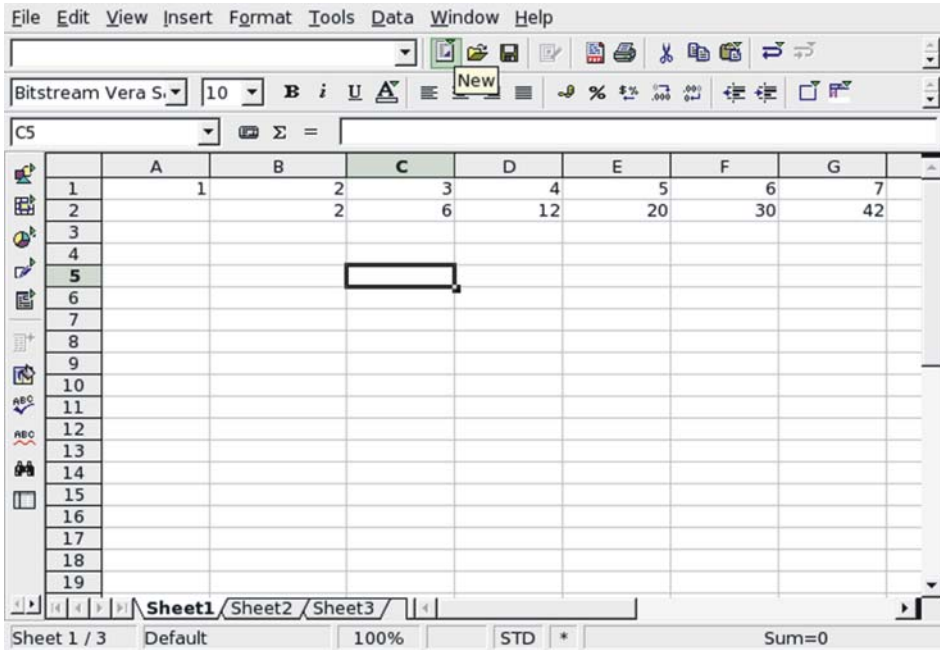 File Edit View Insert Format Tools Data Window Help
New
Bitstream Vera S. 10 B i U A %
C5 Σ =
A B C D E F G
1 1 2 3 4 5 6 7
2 2 6 12 20 30 42
3
4
5
6
7
8
9
10
11
12
13
14
15
16
17
18
19
Sheet1 Sheet2 Sheet3
Sheet 1 / 3 Default 100% STD * Sum=0